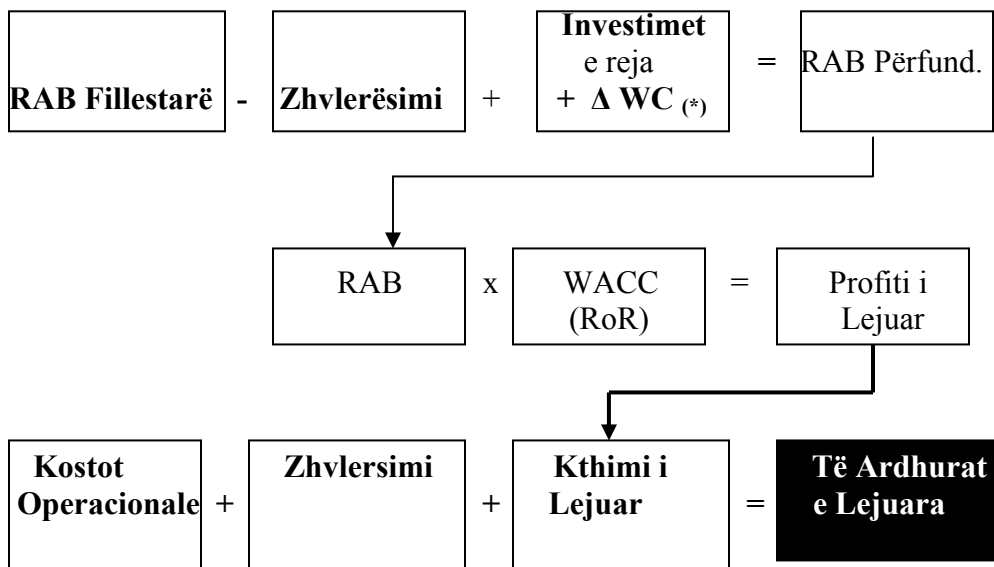 Investimet
e reja
RAB Fillestarë - Zhvlerësimi + + Δ WC (*) = RAB Përfund.
RAB x WACC = Profiti i
(RoR) Lejuar
Kostot Zhvlersimi Kthimi i Të Ardhurat
Operacionale + + Lejuar = e Lejuara